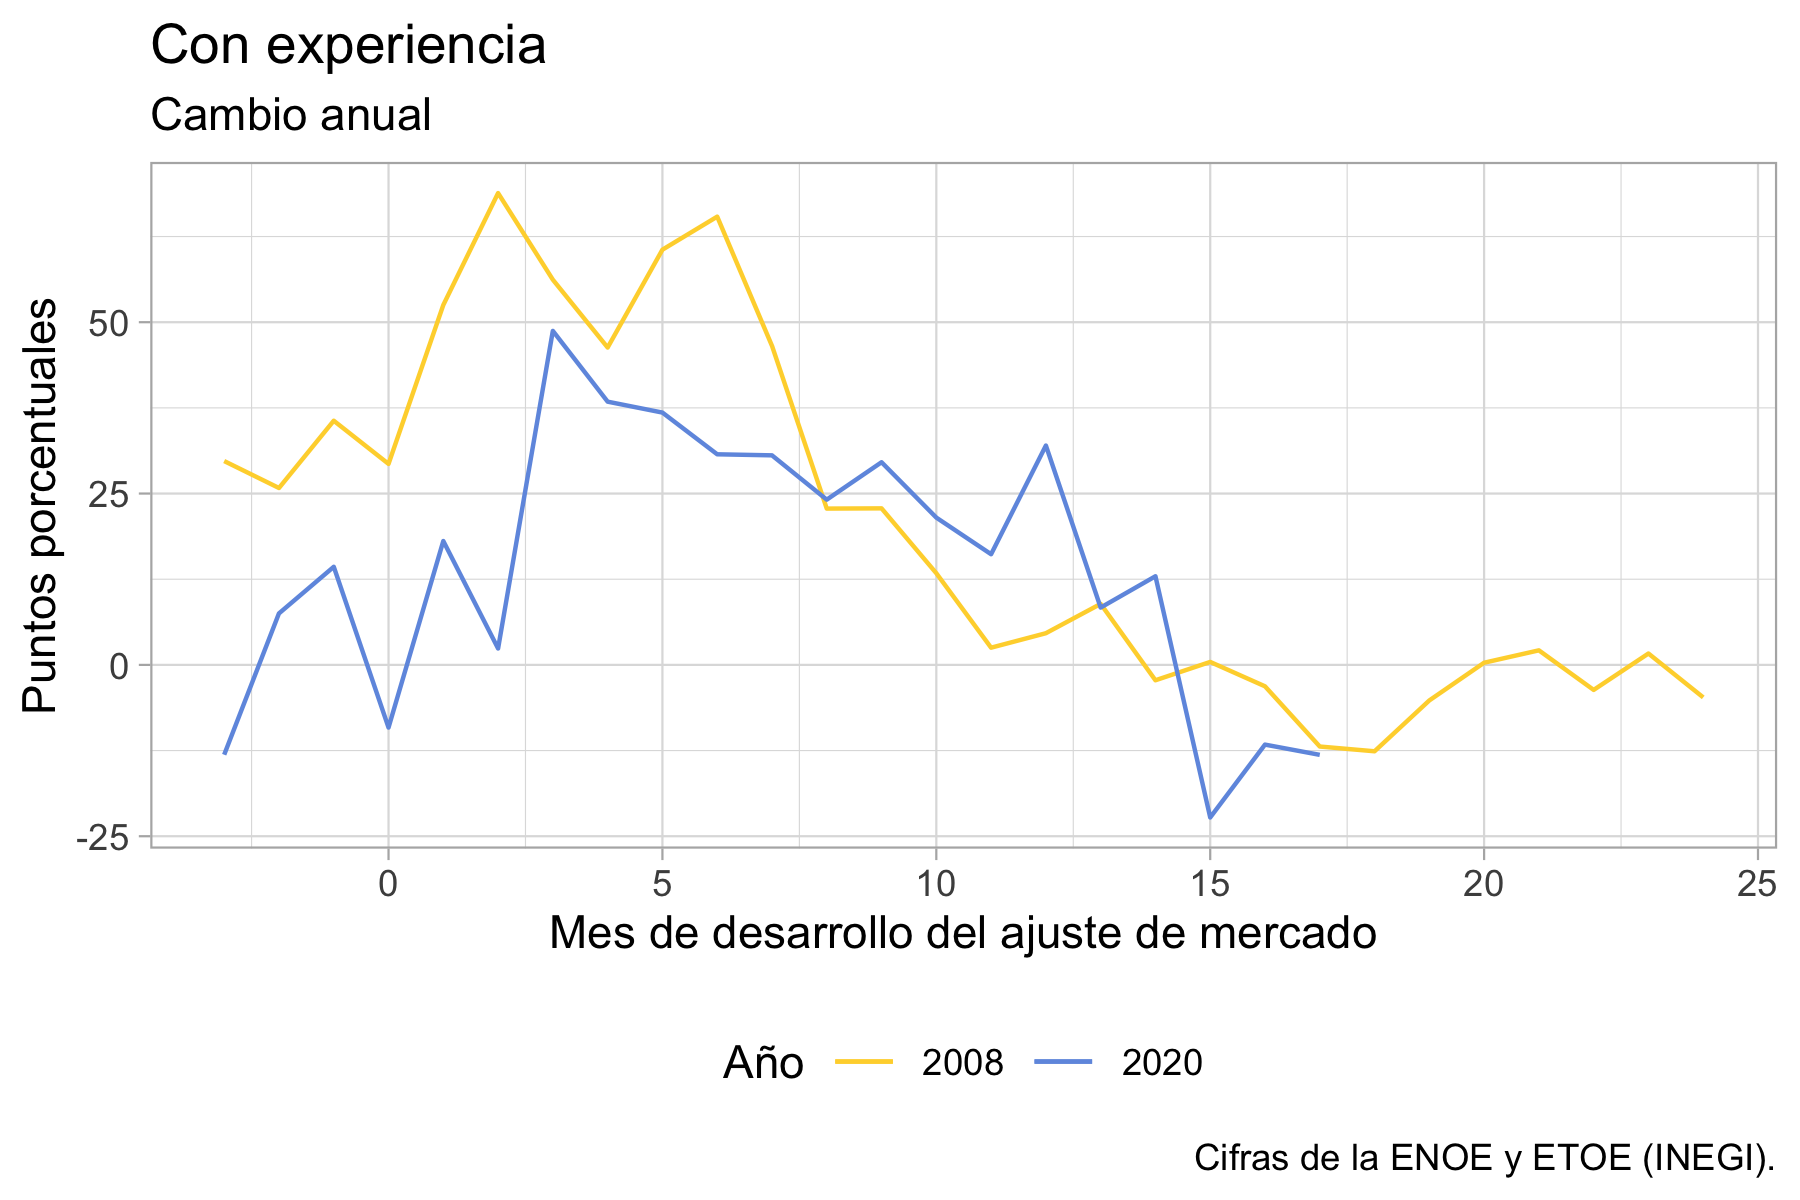 Con experiencia
Cambio anual
Puntos porcentuales
50
25
0
-25
0
5
10
15
20
25
Mes de desarrollo del ajuste de mercado
Año
2008
2020
Cifras de la ENOE y ETOE (INEGI).